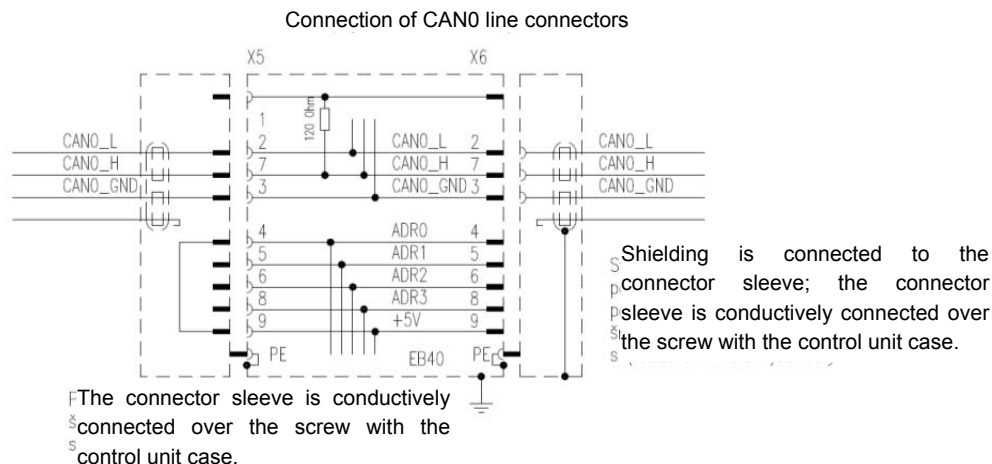 Connection of CAN0 line connectors
X5 X6
1
120 Ohm
CAN0_L 2 CAN0_L 2 CAN0_L
CAN0_H 7 CAN0_H 7 CAN0_H
CAN0_GND 3 CAN0_GND 3 CAN0_GND
4 ADR0 4
5 ADR1 5
6 ADR2 6
8 ADR3 8
9 +5V 9
PE EB40 PE
Shielding is connected to the
connector sleeve; the connector
sleeve is conductively connected over
the screw with the control unit case.
The connector sleeve is conductively
connected over the screw with the
control unit case.